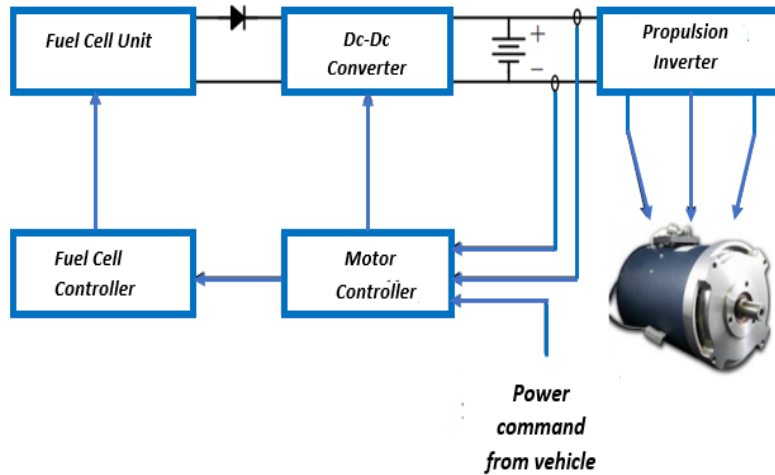 Fuel Cell Unit
Dc-Dc
Converter
+
−
Propulsion
Inverter
Fuel Cell
Controller
Motor
Controller
Power
command
from vehicle